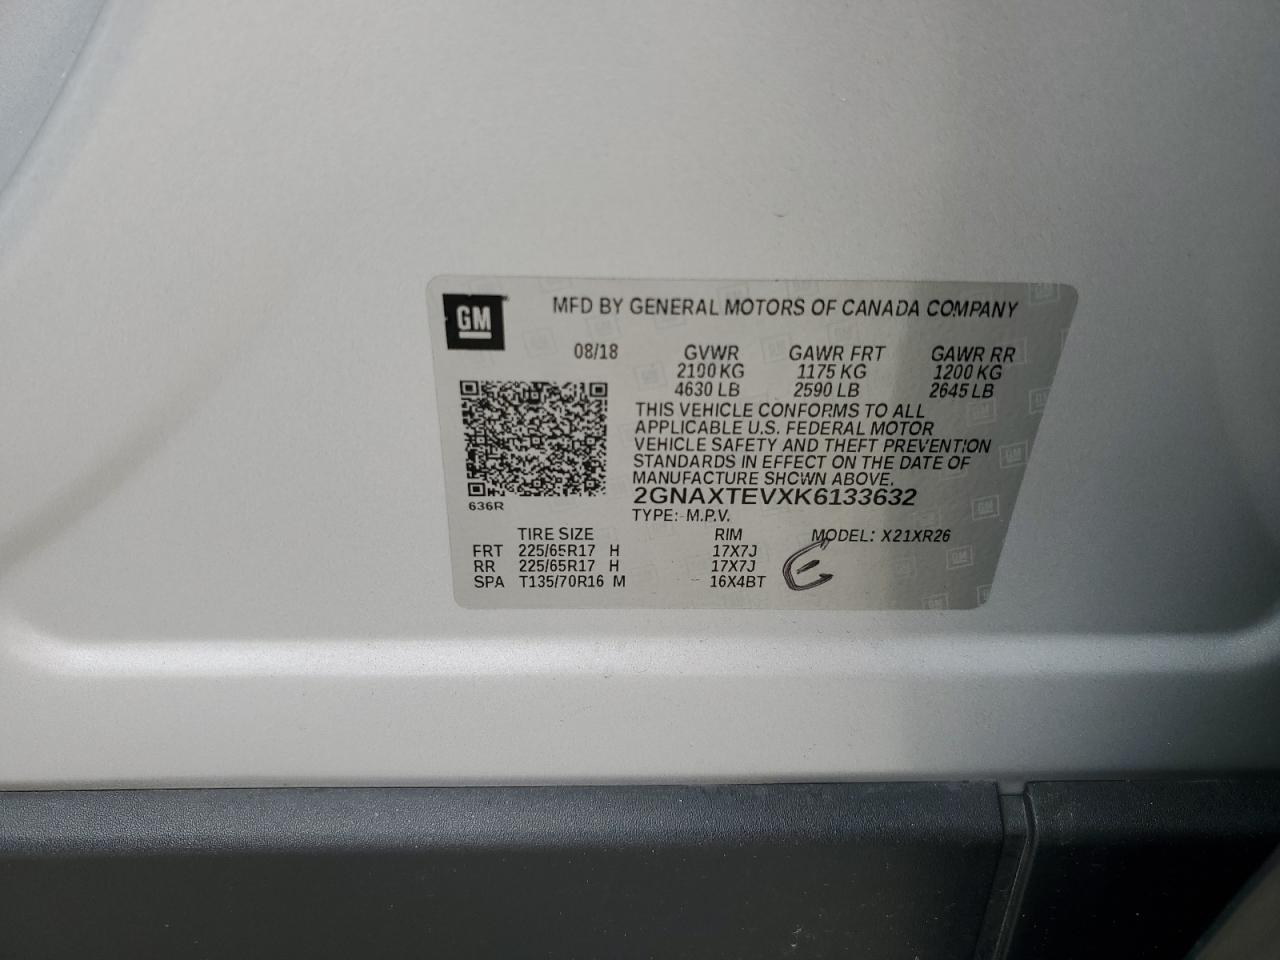 GM
MFD BY GENERAL MOTORS OF CANADA COMPANY
08/18 GVWR GAWR FRT GAWR RR
2100 KG 1175 KG 1200 KG
4630 LB 2590 LB 2645 LB
THIS VEHICLE CONFORMS TO ALL
APPLICABLE U.S. FEDERAL MOTOR
VEHICLE SAFETY AND THEFT PREVENTION
STANDARDS IN EFFECT ON THE DATE OF
MANUFACTURE SHOWN ABOVE.
2GNAXTEVXK6133632
636R
TYPE: M.P.V.
TIRE SIZE RIM MODEL: X21XR26
FRT 225/65R17 H 17X7J
RR 225/65R17 H 17X7J
SPA T135/70R16 M 16X4BT